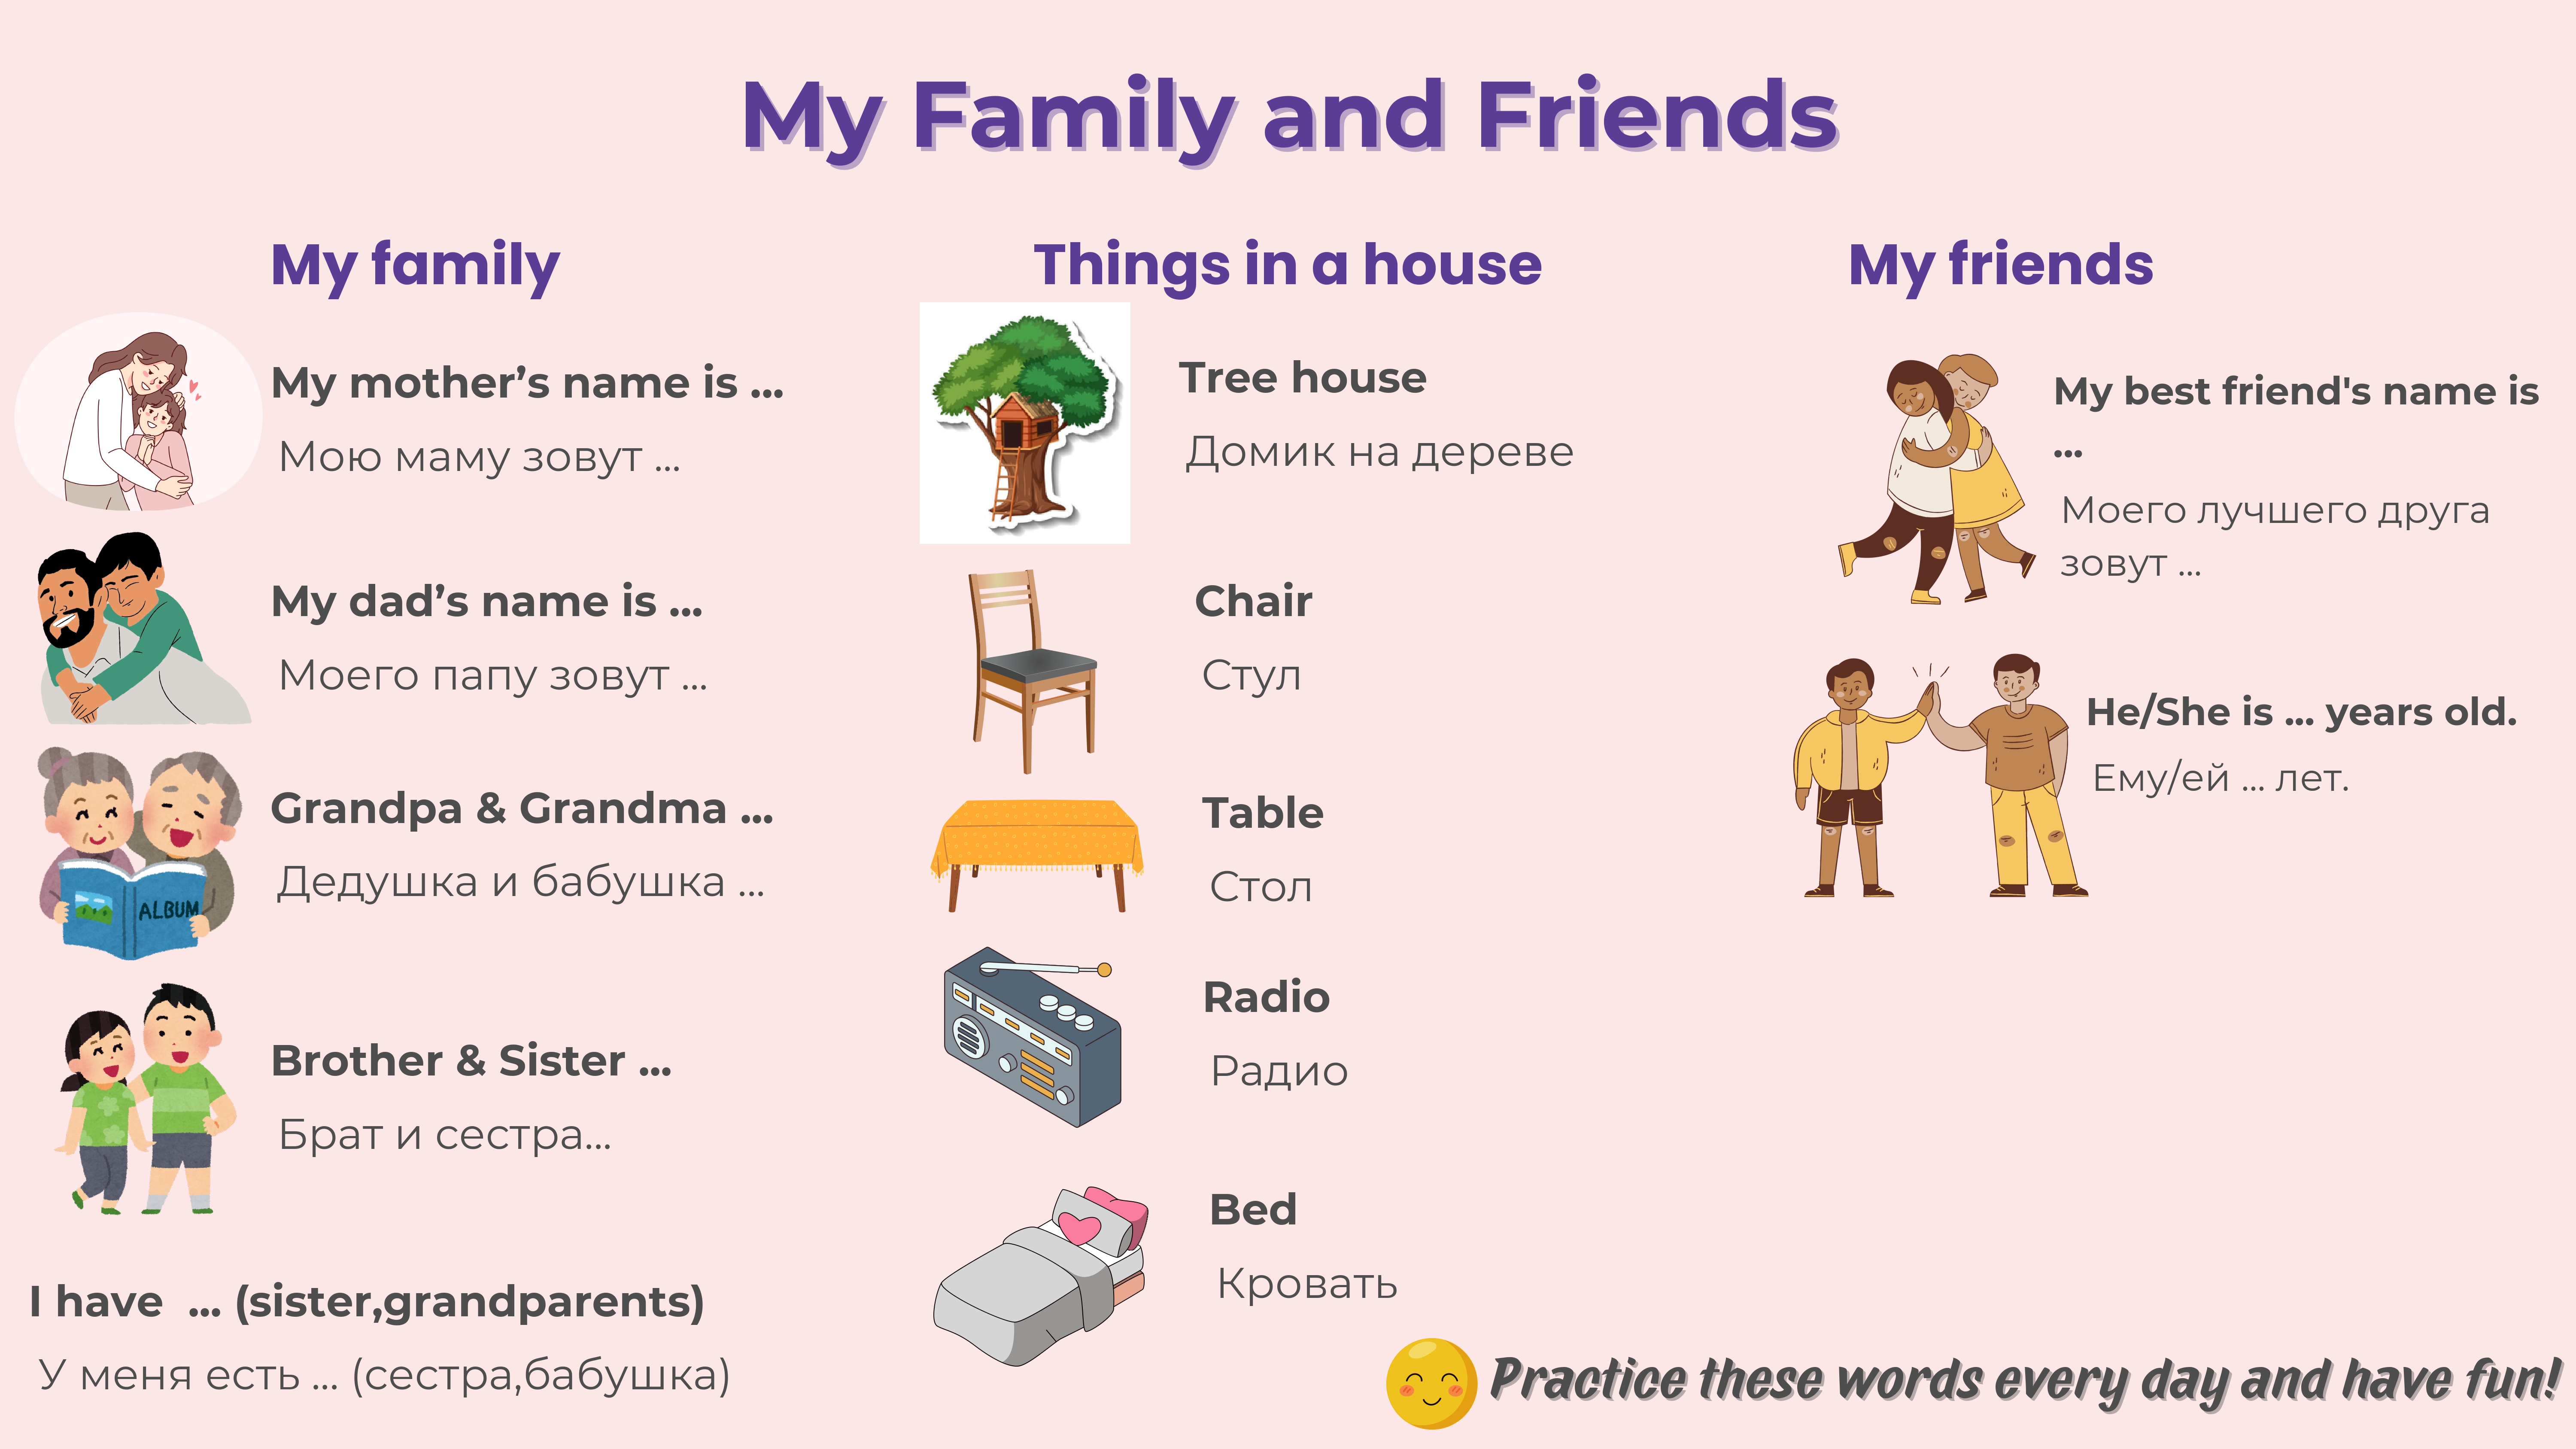 My Family and Friends
My family
My mother’s name is ...
Мою маму зовут ...
My dad’s name is ...
Моего папу зовут ...
Grandpa & Grandma ...
Дедушка и бабушка ...
ALBUM
Brother & Sister ...
Брат и сестра...
I have  ... (sister,grandparents)
У меня есть ... (сестра,бабушка)
Things in a house
Tree house
Домик на дереве
Chair
Стул
Table
Стол
Radio
Радио
Bed
Кровать
My friends
My best friend's name is
...
Моего лучшего друга
зовут ...
He/She is ... years old.
Ему/ей ... лет.
Practice these words every day and have fun!